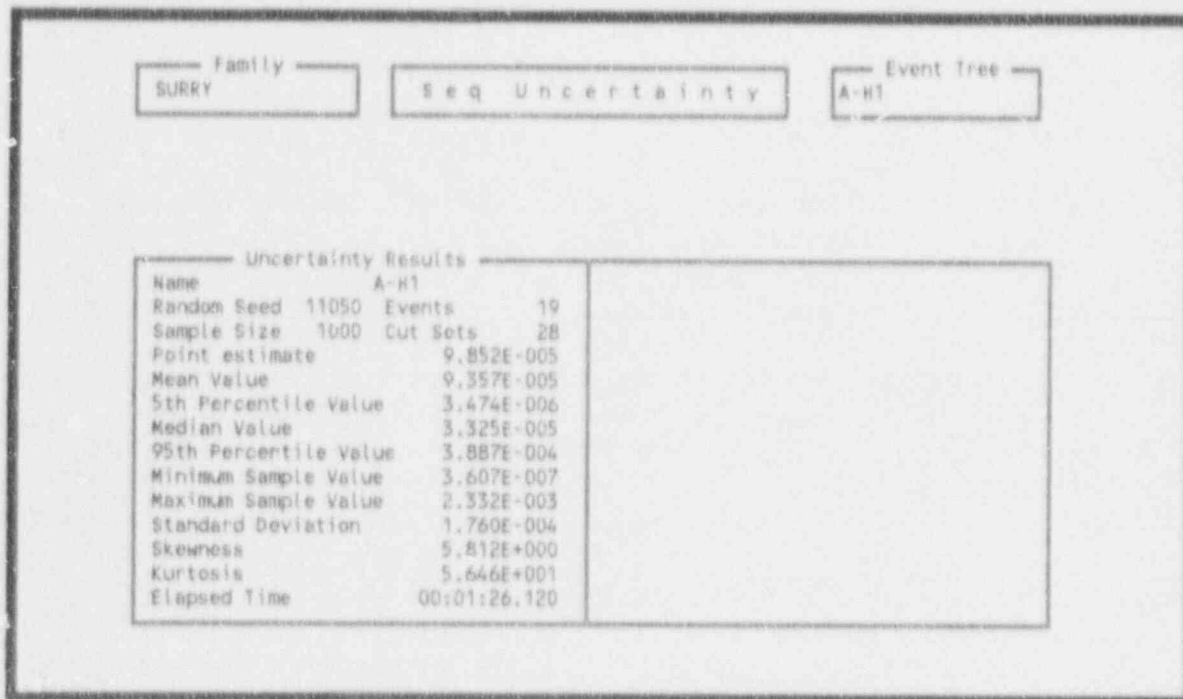 Family
SURRY
Seq Uncertainty
Event Tree
A-H1
Uncertainty Results
Name A-H1
Random Seed 11050 Events 19
Sample Size 1000 Cut Sets 28
Point estimate 9.852E-005
Mean Value 9.357E-005
5th Percentile Value 3.474E-006
Median Value 3.325E-005
95th Percentile Value 3.887E-004
Minimum Sample Value 3.607E-007
Maximum Sample Value 2.332E-003
Standard Deviation 1.760E-004
Skewness 5.812E+000
Kurtosis 5.646E+001
Elapsed Time 00:01:26.120